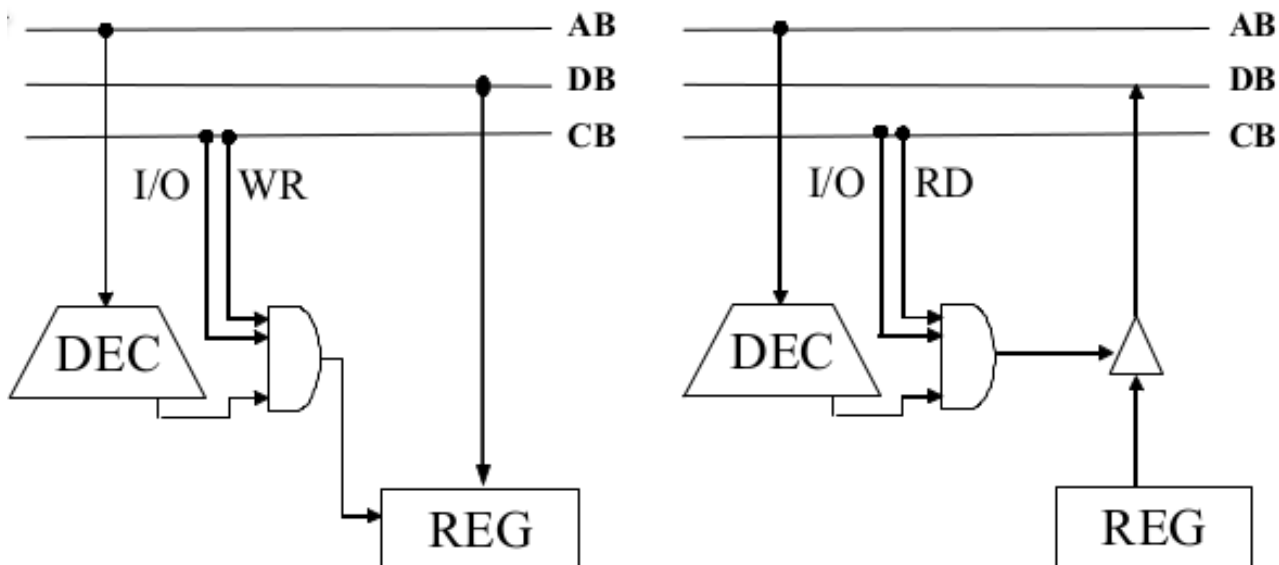 AB AB
DB DB
CB CB
I/O WR I/O RD
DEC DEC
REG REG